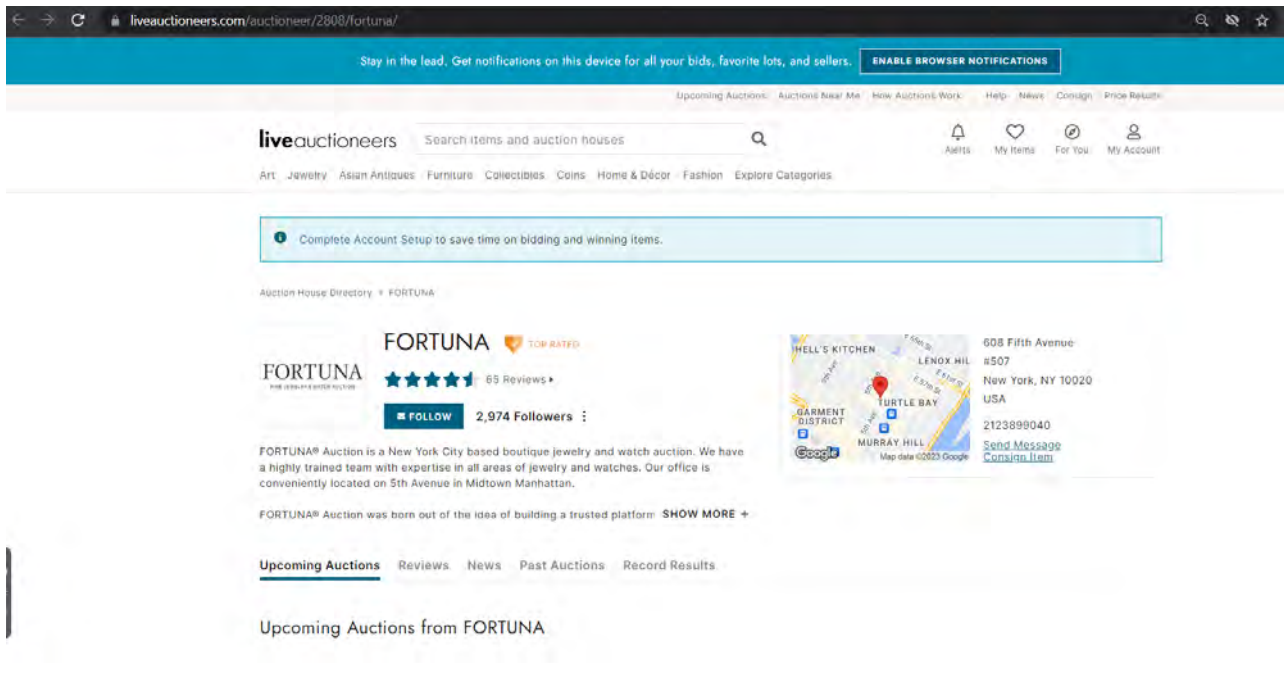 liveauctioneers.com/auctioneer/2808/fortuna/
Stay in the lead. Get notifications on this device for all your bids, favorite lots, and sellers. ENABLE BROWSER NOTIFICATIONS
Upcoming Auctions Auctions Near Me How Auctions Work Help News Consign Price Results
liveauctioneers Search items and auction houses
Alerts My Items For You My Account
Art Jewelry Asian Antiques Furniture Collectibles Coins Home & Décor Fashion Explore Categories
Complete Account Setup to save time on bidding and winning items.
Auction House Directory FORTUNA
FORTUNA TOP RATED
FORTUNA
65 Reviews
FOLLOW 2,974 Followers
FORTUNA® Auction is a New York City based boutique jewelry and watch auction. We have
a highly trained team with expertise in all areas of jewelry and watches. Our office is
conveniently located on 5th Avenue in Midtown Manhattan.
FORTUNA® Auction was born out of the idea of building a trusted platform SHOW MORE +
HELL'S KITCHEN
LENOX HIL
5th Ave
E 57th St
TURTLE BAY
GARMENT
DISTRICT
MURRAY HILL
Google Map data ©2023 Google
608 Fifth Avenue
#507
New York, NY 10020
USA
2123899040
Send Message
Consign Item
Upcoming Auctions Reviews News Past Auctions Record Results
Upcoming Auctions from FORTUNA